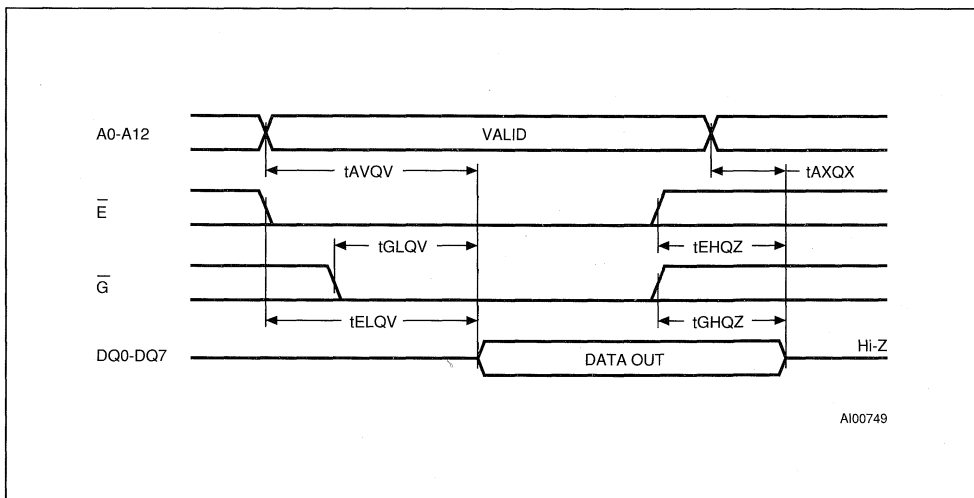 A0-A12
VALID
tAVQV
tAXQX
E
tGLQV
tEHQZ
G
tELQV
tGHQZ
DQ0-DQ7
DATA OUT
Hi-Z
AI00749